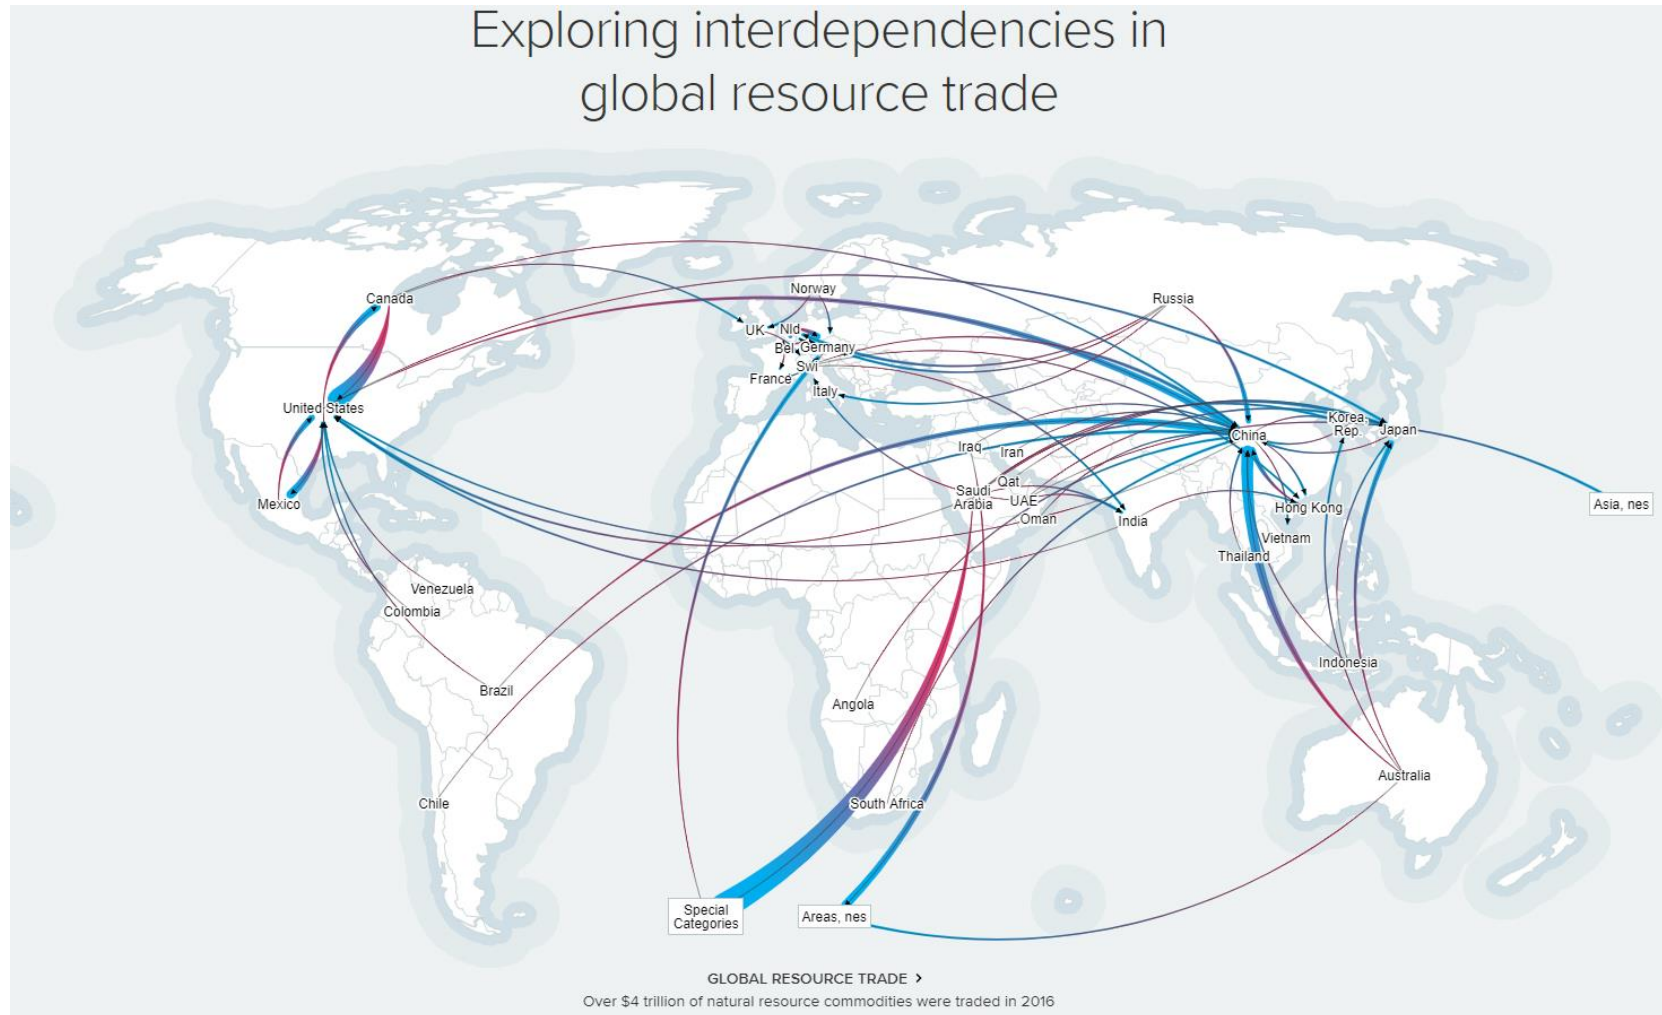 Exploring interdependencies in
global resource trade
Canada
Norway
Russia
UK
Nld
Bel
Germany
Swi
France
Italy
United States
Korea,
Rep.
Japan
China
Iraq
Iran
Qat
Saudi
Arabia
UAE
Oman
India
Mexico
Hong Kong
Asia, nes
Vietnam
Thailand
Venezuela
Colombia
Indonesia
Brazil
Angola
Australia
Chile
South Africa
Special
Categories
Areas, nes
GLOBAL RESOURCE TRADE >
Over $4 trillion of natural resource commodities were traded in 2016